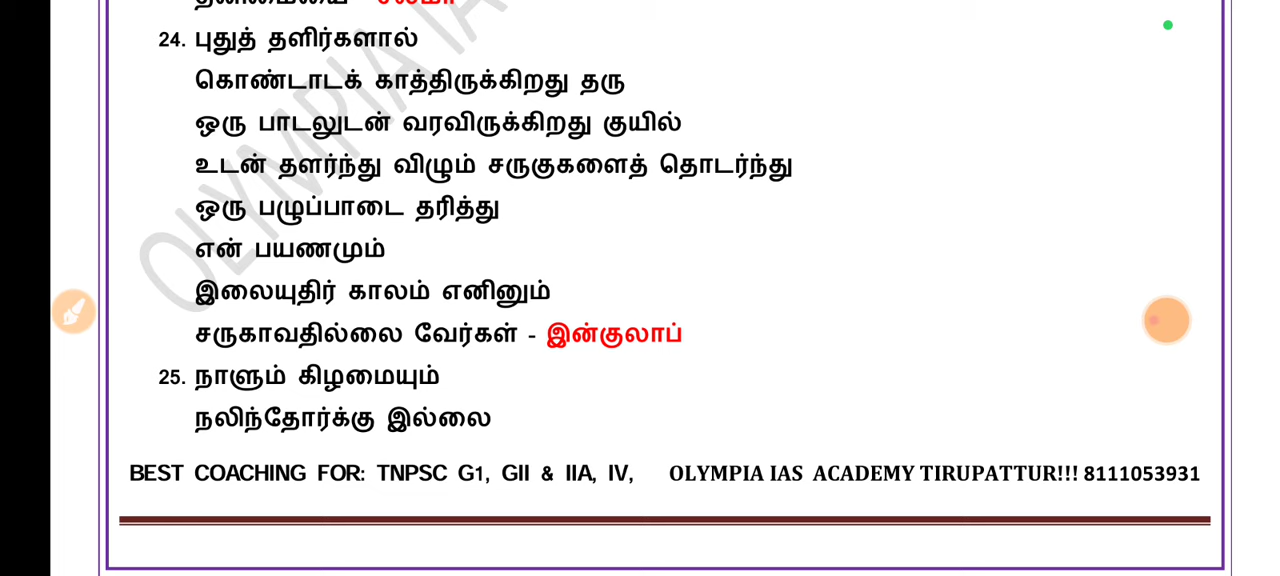 24. புதுத் தளிர்களால்
கொண்டாடக் காத்திருக்கிறது தரு
ஒரு பாடலுடன் வரவிருக்கிறது குயில்
உடன் தளர்ந்து விழும் சருகுகளைத் தொடர்ந்து
ஒரு பழுப்பாடை தரித்து
என் பயணமும்
இலையுதிர் காலம் எனினும்
சருகாவதில்லை வேர்கள் - இன்குலாப்
25. நாளும் கிழமையும்
நலிந்தோர்க்கு இல்லை
BEST COACHING FOR: TNPSC G1, GII & IIA, IV, OLYMPIA IAS ACADEMY TIRUPATTUR!!! 8111053931
OLYMPIA IA